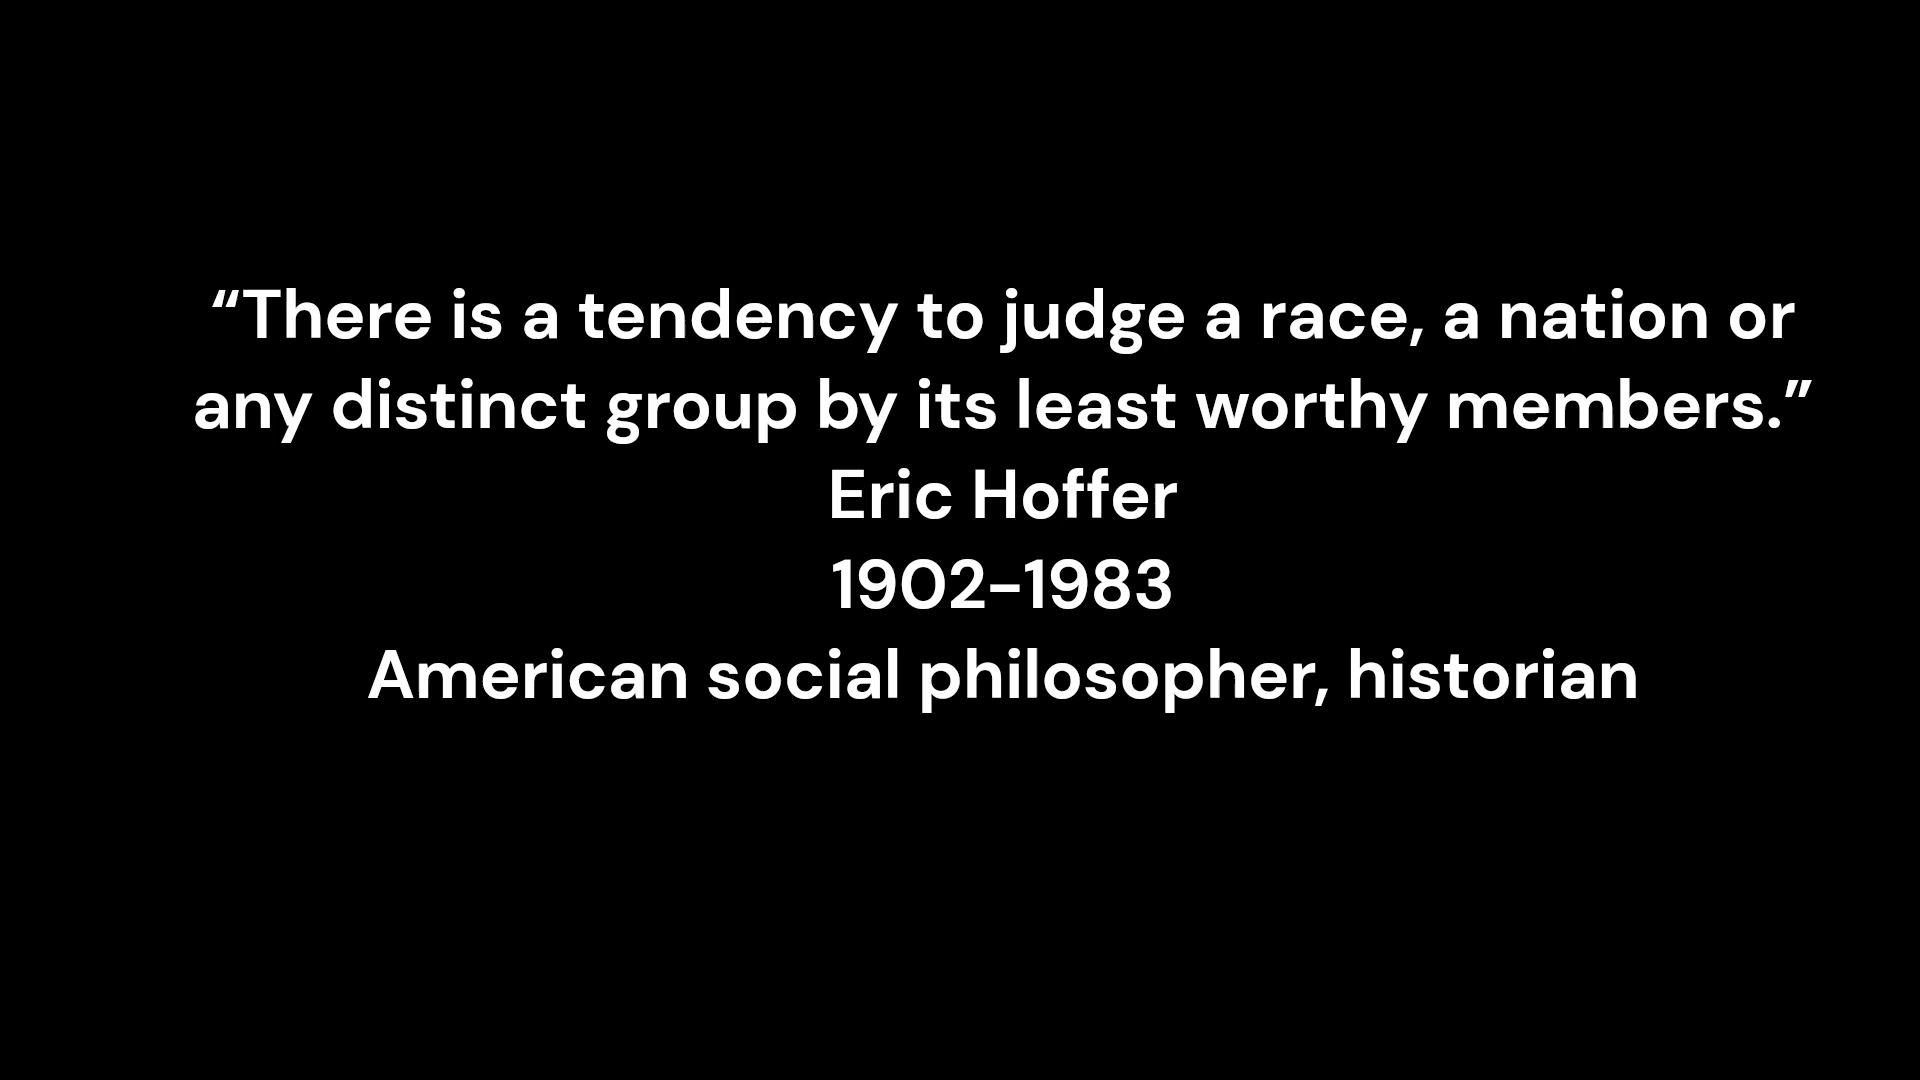 “There is a tendency to judge a race, a nation or
any distinct group by its least worthy members.”
Eric Hoffer
1902–1983
American social philosopher, historian